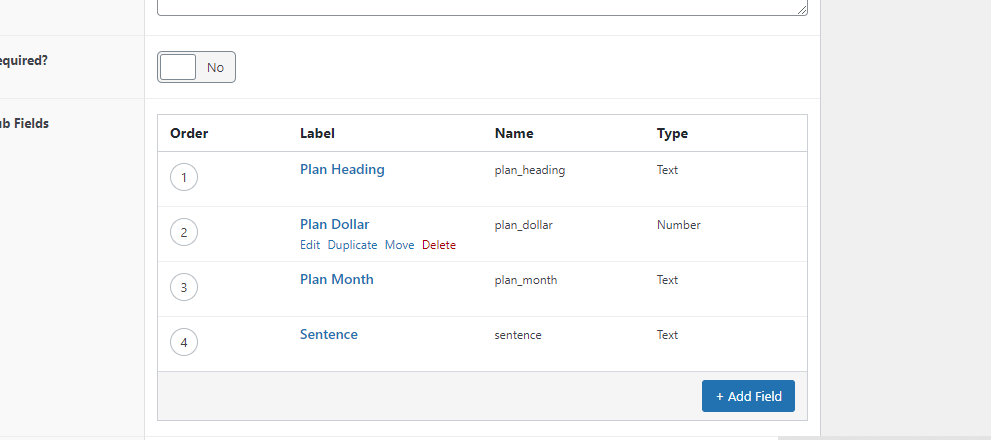 equired?
No
ub Fields
Order Label Name Type
1 Plan Heading plan_heading Text
2 Plan Dollar plan_dollar Number
Edit Duplicate Move Delete
3 Plan Month plan_month Text
4 Sentence sentence Text
+ Add Field